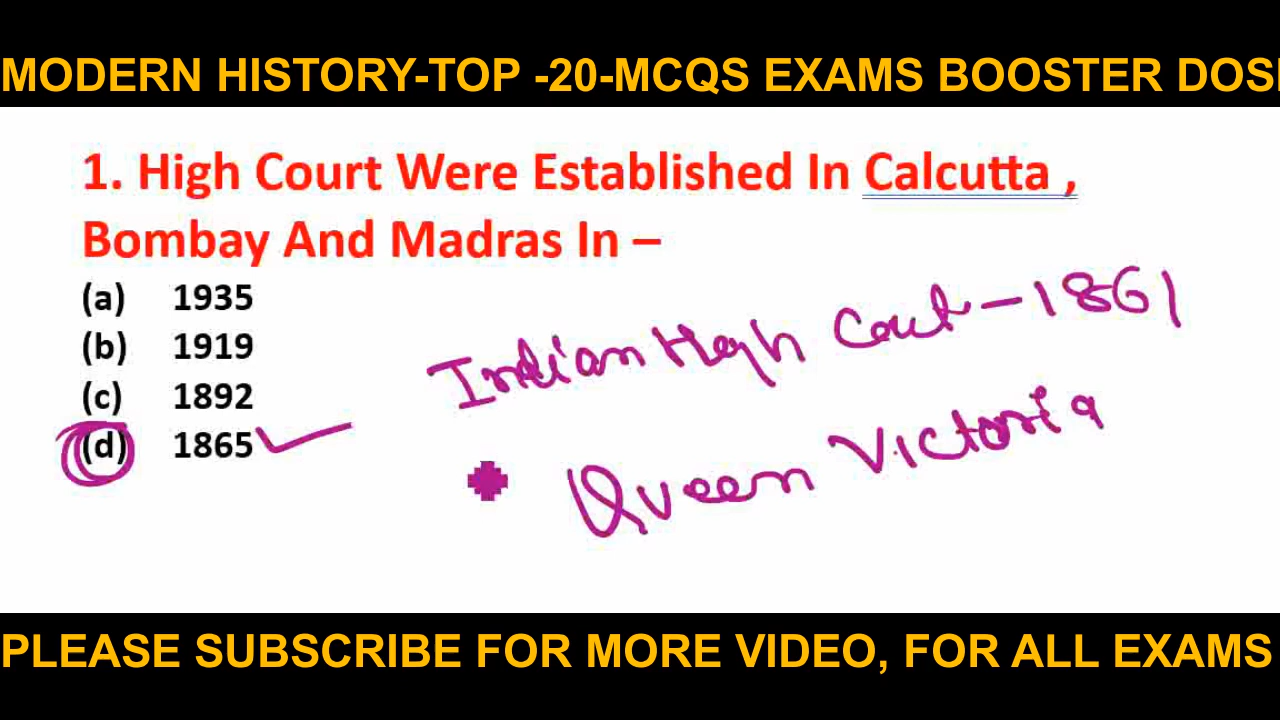 MODERN HISTORY-TOP -20-MCQS EXAMS BOOSTER DOS
1. High Court Were Established In Calcutta ,
Bombay And Madras In –
(a) 1935
(b) 1919
(c) 1892
(d) 1865
Indian High Court - 1861
Queen Victoria
PLEASE SUBSCRIBE FOR MORE VIDEO, FOR ALL EXAMS